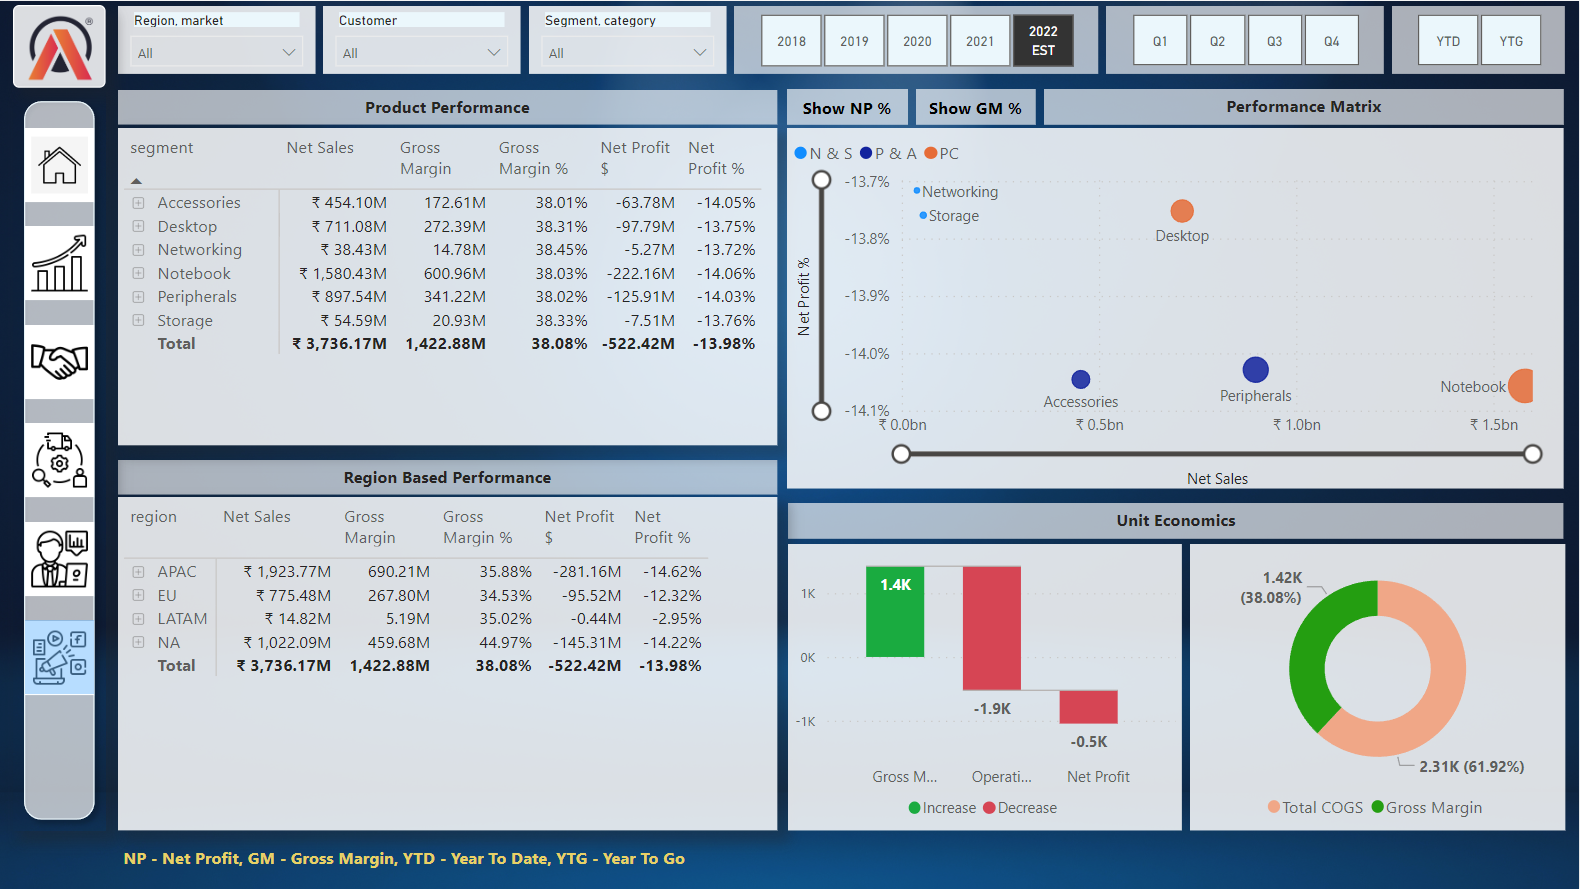 Region, market
All
Customer
All
Segment, category
All
2018
2019
2020
2021
2022
EST
Q1
Q2
Q3
Q4
YTD
YTG
®
Product Performance
segment Net Sales Gross Margin Gross Margin % Net Profit $ Net Profit %
Accessories ₹ 454.10M 172.61M 38.01% -63.78M -14.05%
Desktop ₹ 711.08M 272.39M 38.31% -97.79M -13.75%
Networking ₹ 38.43M 14.78M 38.45% -5.27M -13.72%
Notebook ₹ 1,580.43M 600.96M 38.03% -222.16M -14.06%
Peripherals ₹ 897.54M 341.22M 38.02% -125.91M -14.03%
Storage ₹ 54.59M 20.93M 38.33% -7.51M -13.76%
Total ₹ 3,736.17M 1,422.88M 38.08% -522.42M -13.98%
Region Based Performance
region Net Sales Gross Margin Gross Margin % Net Profit $ Net Profit %
APAC ₹ 1,923.77M 690.21M 35.88% -281.16M -14.62%
EU ₹ 775.48M 267.80M 34.53% -95.52M -12.32%
LATAM ₹ 14.82M 5.19M 35.02% -0.44M -2.95%
NA ₹ 1,022.09M 459.68M 44.97% -145.31M -14.22%
Total ₹ 3,736.17M 1,422.88M 38.08% -522.42M -13.98%
Show NP %
Show GM %
Performance Matrix
N & S P & A PC
Net Profit %
-13.7%
-13.8%
-13.9%
-14.0%
-14.1%
Networking
Storage
Desktop
Accessories
Peripherals
Notebook
₹ 0.0bn ₹ 0.5bn ₹ 1.0bn ₹ 1.5bn
Net Sales
Unit Economics
1K
0K
-1K
1.4K
-1.9K
-0.5K
Gross M... Operati... Net Profit
Increase Decrease
1.42K
(38.08%)
2.31K (61.92%)
Total COGS Gross Margin
NP - Net Profit, GM - Gross Margin, YTD - Year To Date, YTG - Year To Go